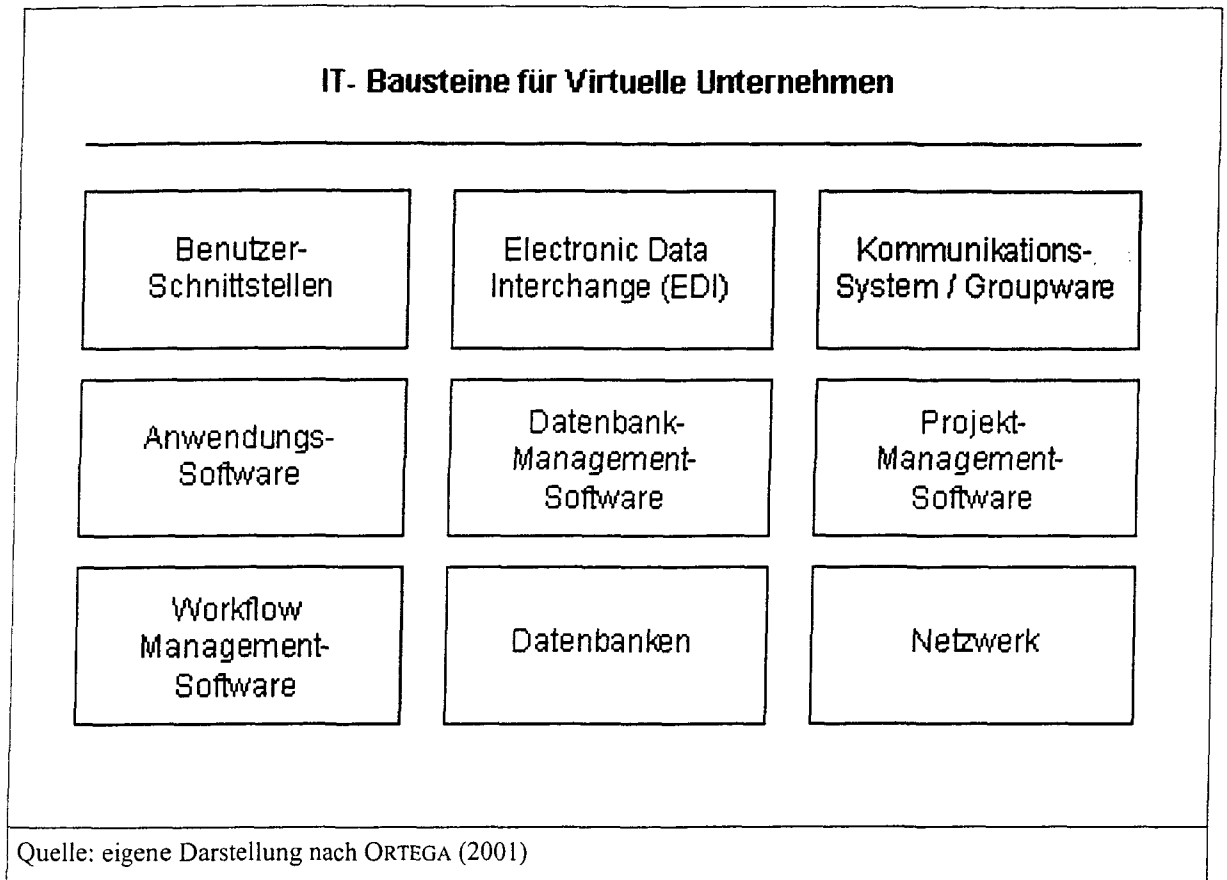 IT- Bausteine für Virtuelle Unternehmen
Benutzer-
Schnittstellen
Electronic Data
Interchange (EDI)
Kommunikations-
System / Groupware
Anwendungs-
Software
Datenbank-
Management-
Software
Projekt-
Management-
Software
Workflow
Management-
Software
Datenbanken
Netzwerk
Quelle: eigene Darstellung nach ORTEGA (2001)